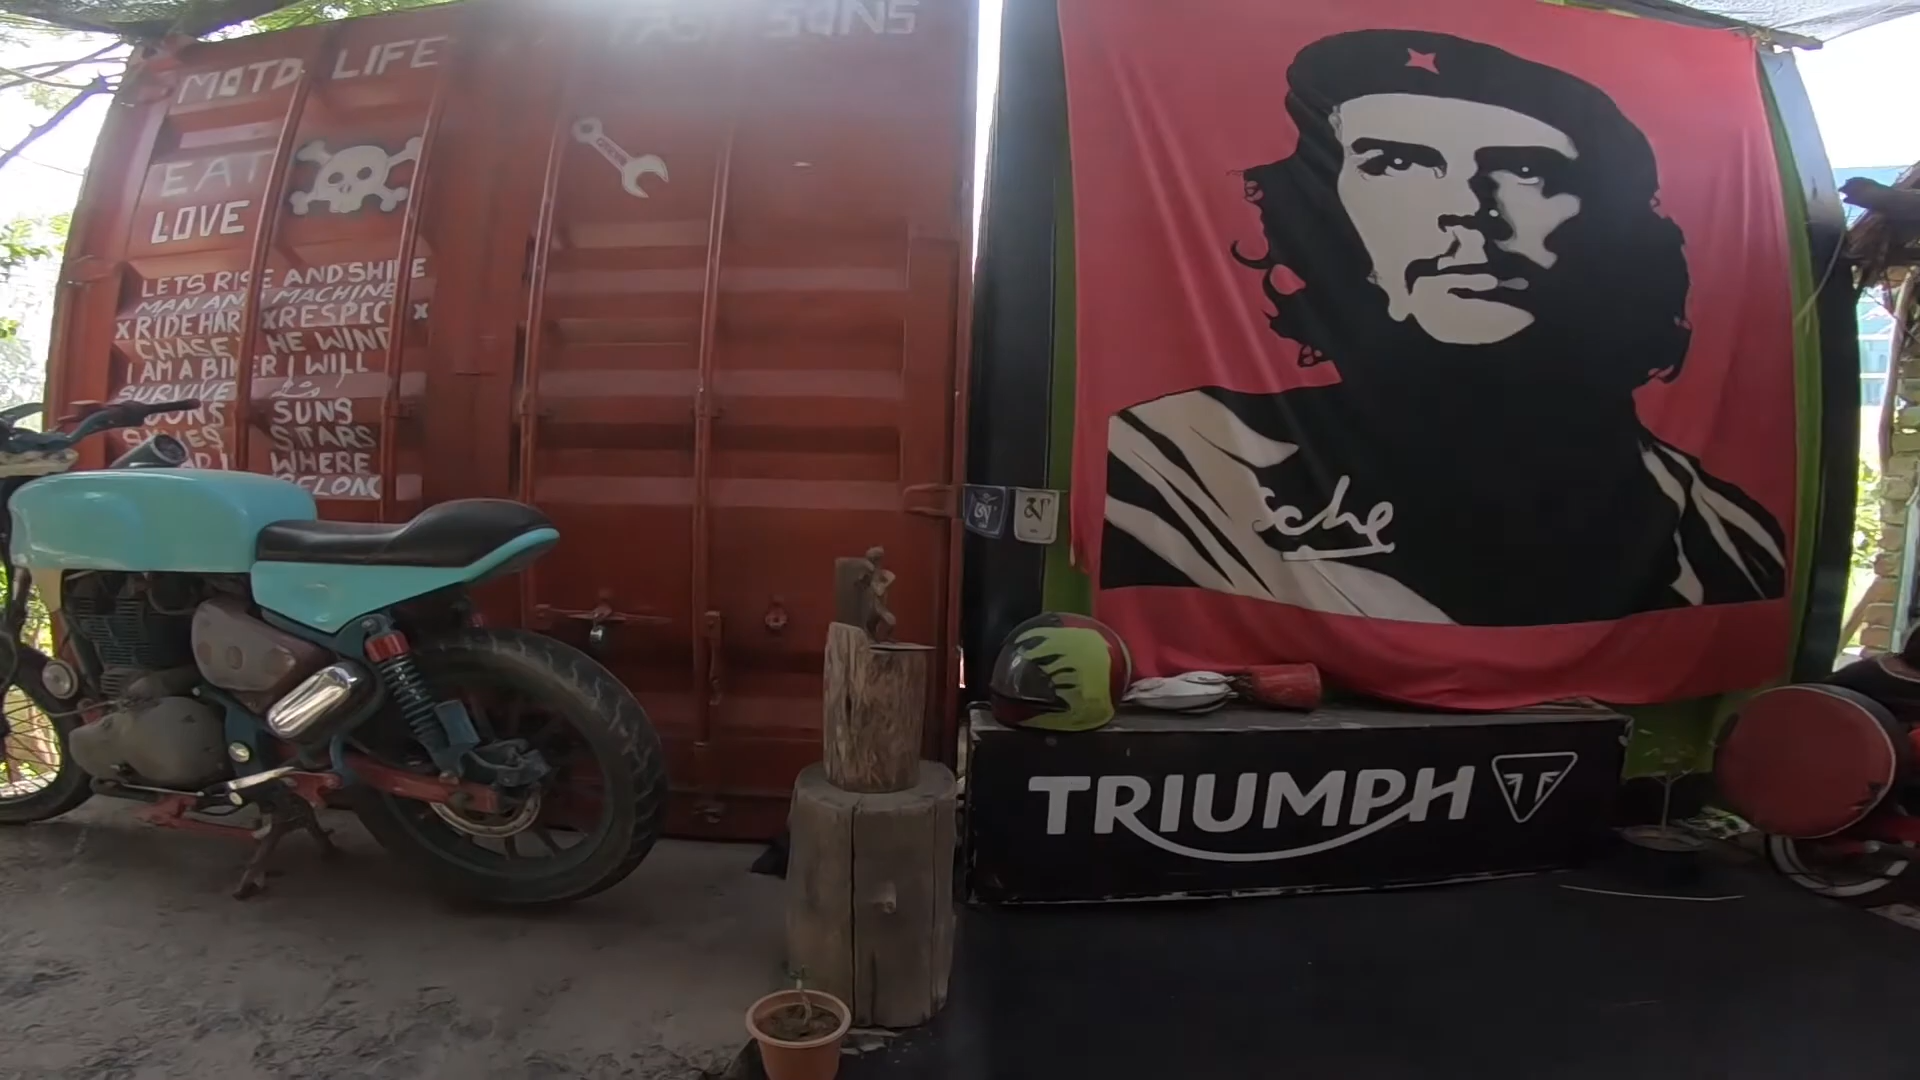 MOTO LIFE
SONS
EAT
LOVE
LETS RISE AND SHINE
MAN AND MACHINE
X RIDE HARD X RESPECT X
CHASE THE WIND
I AM A BIKER I WILL
SURVIVE
SUNS
STARS
WHERE
BELONG
che
TRIUMPH